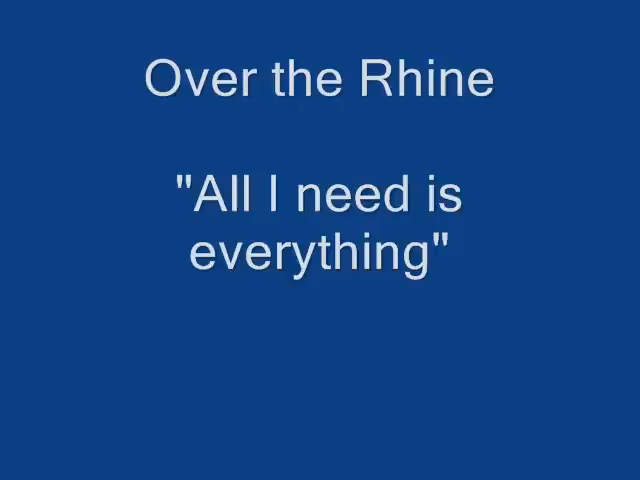 Over the Rhine
"All I need is
everything"